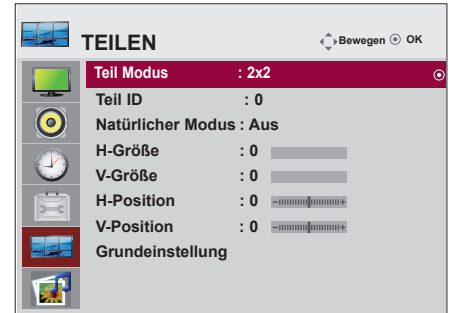 TEILEN
Bewegen OK
Teil Modus : 2x2
Teil ID : 0
Natürlicher Modus : Aus
H-Größe : 0
V-Größe : 0
H-Position : 0 - +
V-Position : 0 - +
Grundeinstellung